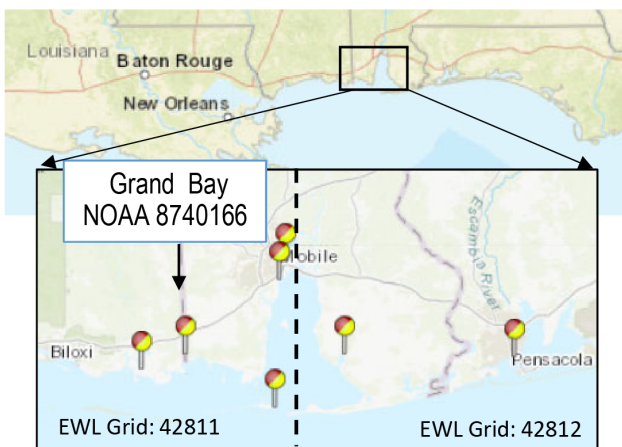 Louisiana
Baton Rouge
New Orleans
Grand Bay
NOAA 8740166
Mobile
Escambia River
Biloxi
Pensacola
EWL Grid: 42811
EWL Grid: 42812